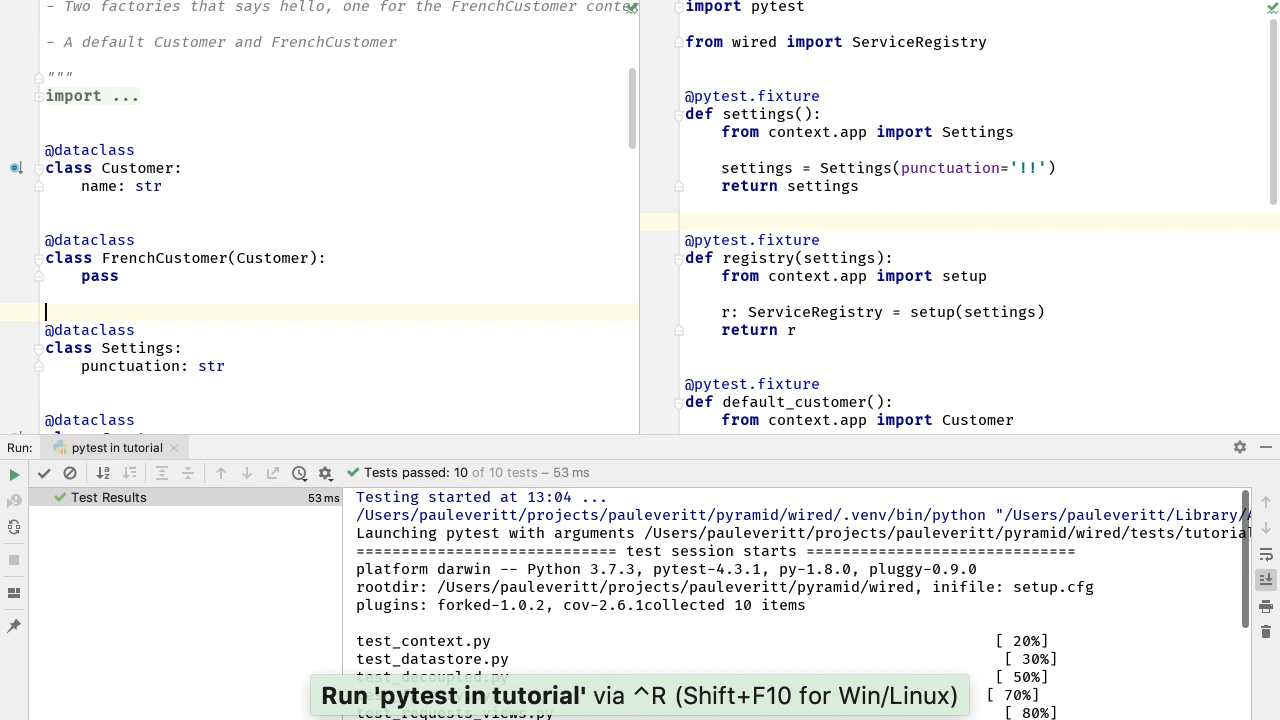 - Two factories that says hello, one for the FrenchCustomer
- A default Customer and FrenchCustomer
"""
import ...
@dataclass
class Customer:
name: str
@dataclass
class FrenchCustomer(Customer):
pass
@dataclass
class Settings:
punctuation: str
@dataclass
import pytest
from wired import ServiceRegistry
@pytest.fixture
def settings():
from context.app import Settings
settings = Settings(punctuation='!!')
return settings
@pytest.fixture
def registry(settings):
from context.app import setup
r: ServiceRegistry = setup(settings)
return r
@pytest.fixture
def default_customer():
from context.app import Customer
Run: pytest in tutorial
Tests passed: 10 of 10 tests – 53 ms
Test Results 53 ms
Testing started at 13:04 ...
/Users/pauleveritt/projects/pauleveritt/pyramid/wired/.venv/bin/python "/Users/pauleveritt/Library/
Launching pytest with arguments /Users/pauleveritt/projects/pauleveritt/pyramid/wired/tests/tutorial
============================= test session starts ==============================
platform darwin -- Python 3.7.3, pytest-4.3.1, py-1.8.0, pluggy-0.9.0
rootdir: /Users/pauleveritt/projects/pauleveritt/pyramid/wired, inifile: setup.cfg
plugins: forked-1.0.2, cov-2.6.1collected 10 items
test_context.py [ 20%]
test_datastore.py [ 30%]
test_decoupled.py [ 50%]
[ 70%]
test_requests_views.py [ 80%]
Run 'pytest in tutorial' via ^R (Shift+F10 for Win/Linux)